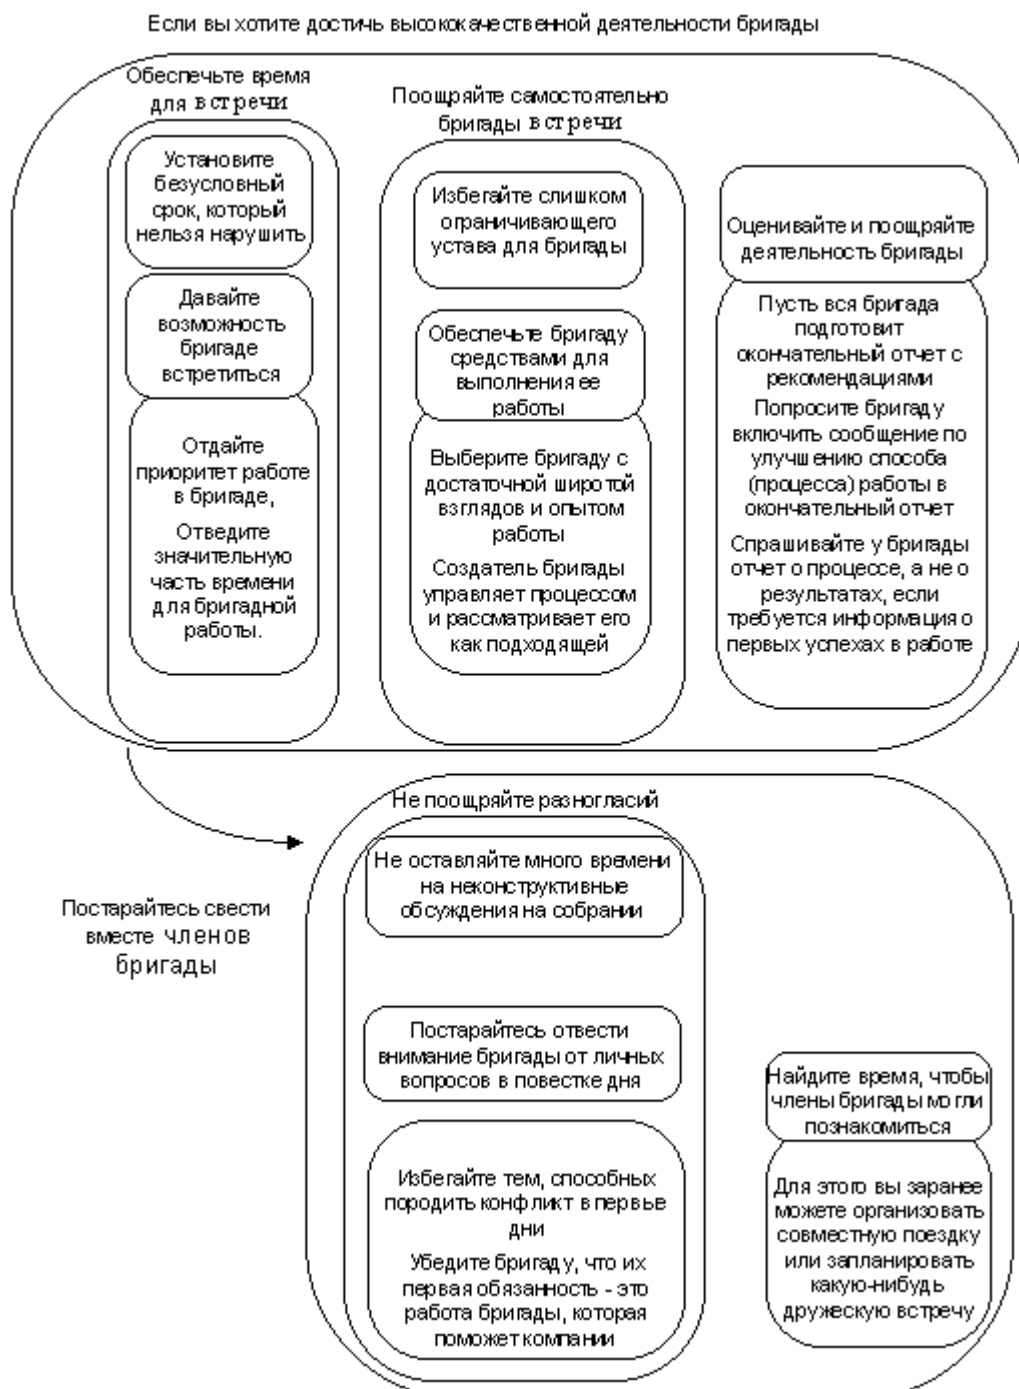 Если вы хотите достичь высококачественной деятельности бригады
Обеспечьте время
для встречи
Установите
безусловный
срок, который
нельзя нарушить
Давайте
возможность
бригаде
встретиться
Отдайте
приоритет работе
в бригаде,
Отведите
значительную
часть времени
для бригадной
работы.
Поощряйте самостоятельно
бригады встречи
Избегайте слишком
ограничивающего
устава для бригады
Обеспечьте бригаду
средствами для
выполнения ее
работы
Выберите бригаду с
достаточной широтой
взглядов и опытом
работы
Создатель бригады
управляет процессом
и рассматривает его
как подходящей
Оценивайте и поощряйте
деятельность бригады
Пусть вся бригада
подготовит
окончательный отчет с
рекомендациями
Попросите бригаду
включить сообщение по
улучшению способа
(процесса) работы в
окончательный отчет
Спрашивайте у бригады
отчет о процессе, а не о
результатах, если
требуется информация о
первых успехах в работе
Постарайтесь свести
вместе членов
бригады
Не поощряйте разногласий
Не оставляйте много времени
на неконструктивные
обсуждения на собрании
Постарайтесь отвести
внимание бригады от личных
вопросов в повестке дня
Избегайте тем, способных
породить конфликт в первье
дни
Убедите бригаду, что их
первая обязанность - это
работа бригады, которая
поможет компании
Найдите время, чтобы
члены бригады могли
познакомиться
Для этого вы заранее
можете организовать
совместную поездку
или запланировать
какую-нибудь
дружескую встречу